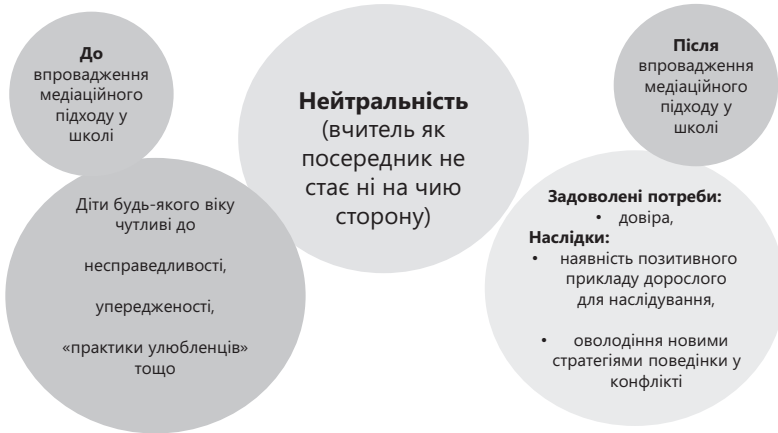 До
впровадження
медіаційного
підходу у
школі
Діти будь-якого віку
чутливі до
несправедливості,
упередженості,
«практики улюбленців»
тощо
Нейтральність
(вчитель як
посередник не
стає ні на чию
сторону)
Після
впровадження
медіаційного
підходу у
школі
Задоволені потреби:
• довіра,
Наслідки:
• наявність позитивного
прикладу дорослого
для наслідування,
• оволодіння новими
стратегіями поведінки у
конфлікті